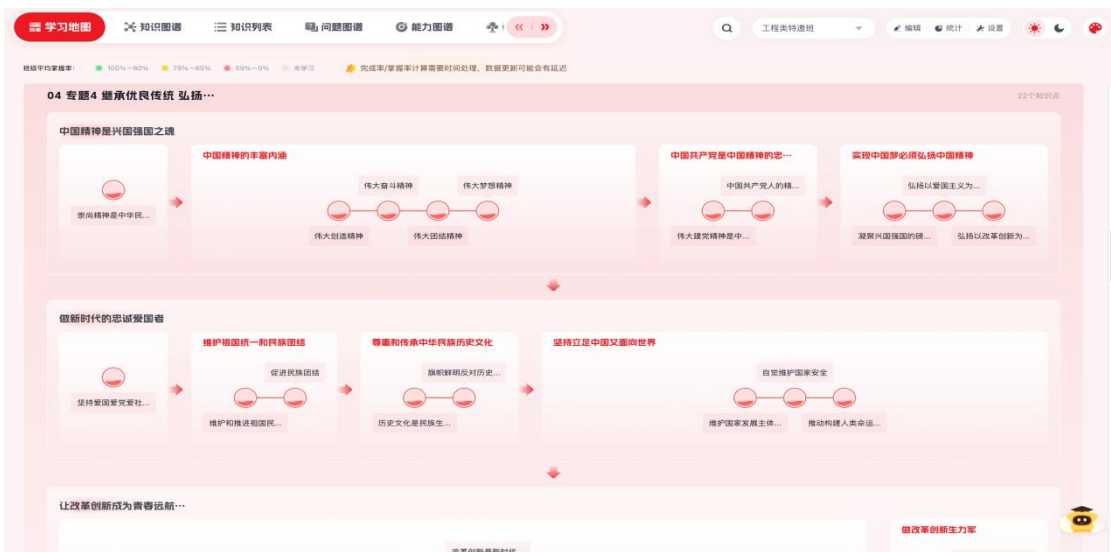 学习地图 知识图谱 知识列表 问题图谱 能力图谱 工程类特道班 编辑 统计 设置
班级平均掌握率: 100%~80% 79%~60% 59%~0% 未学习 完成率/掌握率计算需要时间处理，数据更新可能会有延迟
04 专题4 继承优良传统 弘扬… 22个知识点
中国精神是兴国强国之魂
中国精神的丰富内涵 中国共产党是中国精神的忠… 实现中国梦必须弘扬中国精神
伟大奋斗精神 伟大梦想精神 中国共产党人的精... 弘扬以爱国主义为...
崇尚精神是中华民...
伟大创造精神 伟大团结精神 伟大建党精神是中... 凝聚兴国强国的磅... 弘扬以改革创新为...
做新时代的忠诚爱国者
维护祖国统一和民族团结 尊重和传承中华民族历史文化 坚持立足中国又面向世界
促进民族团结 旗帜鲜明反对历史... 自觉维护国家安全
坚持爱国爱党爱社...
维护和推进祖国民... 历史文化是民族生... 维护国家发展主体... 推动构建人类命运...
让改革创新成为青春远航…
做改革创新生力军
改革创新是新时代